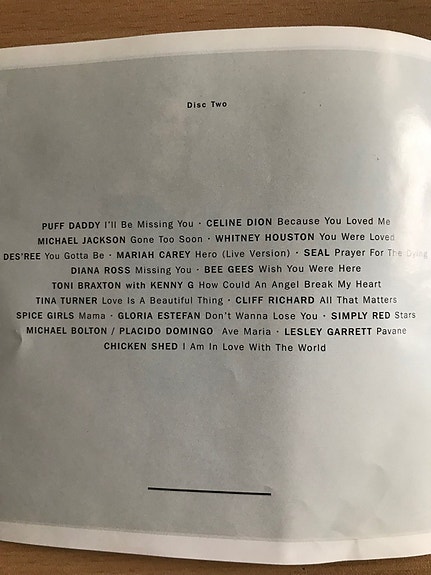 Disc Two
PUFF DADDY I'll Be Missing You · CELINE DION Because You Loved Me
MICHAEL JACKSON Gone Too Soon · WHITNEY HOUSTON You Were Loved
DES'REE You Gotta Be · MARIAH CAREY Hero (Live Version) · SEAL Prayer For The Dying
DIANA ROSS Missing You · BEE GEES Wish You Were Here
TONI BRAXTON with KENNY G How Could An Angel Break My Heart
TINA TURNER Love Is A Beautiful Thing · CLIFF RICHARD All That Matters
SPICE GIRLS Mama · GLORIA ESTEFAN Don't Wanna Lose You · SIMPLY RED Stars
MICHAEL BOLTON / PLACIDO DOMINGO Ave Maria · LESLEY GARRETT Pavane
CHICKEN SHED I Am In Love With The World